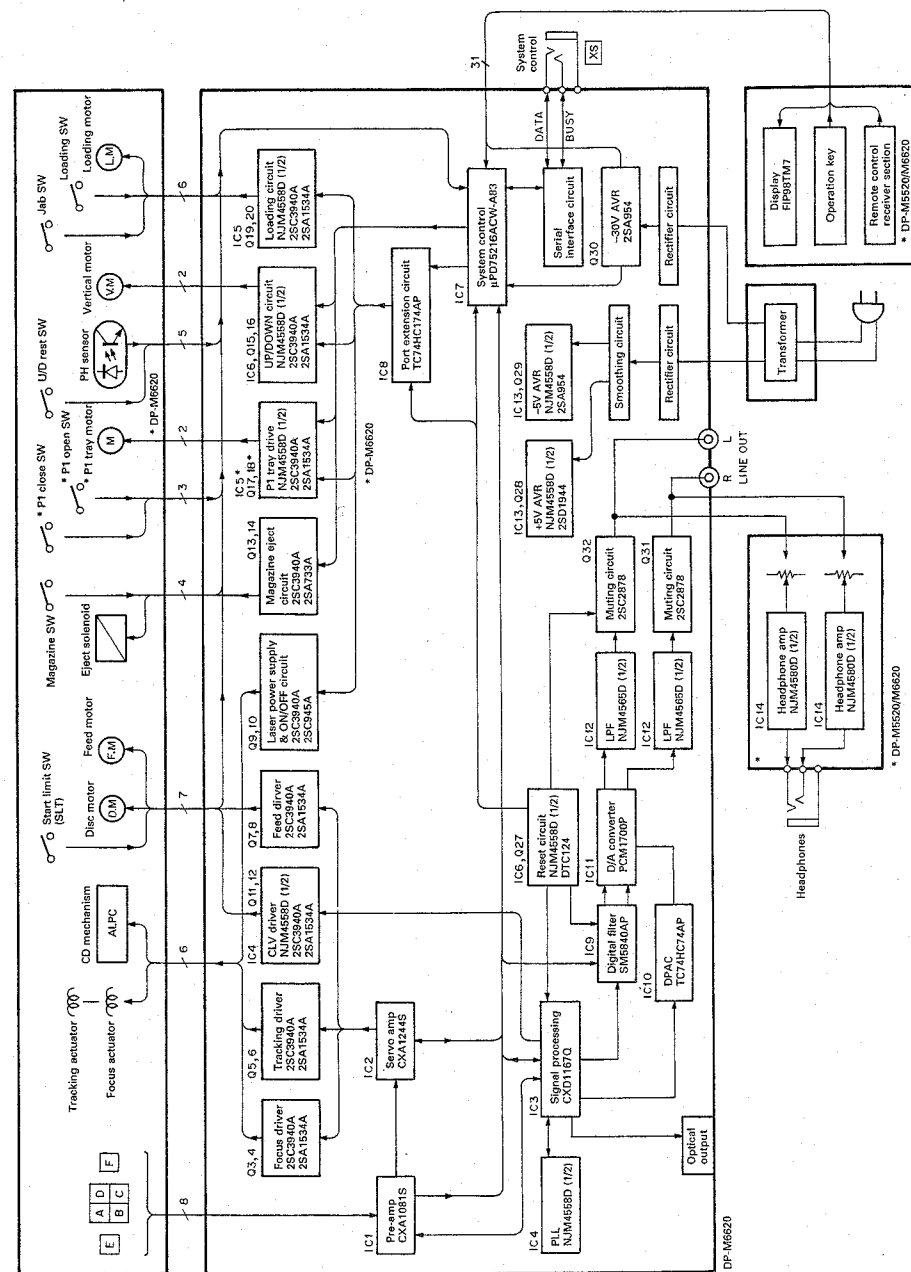 E
A D
B C
F
8
Tracking actuator
Focus actuator
CD mechanism
ALPC
6
Start limit SW
(SLT)
Disc motor
D.M
Feed motor
F.M
7
Magazine SW
Eject solenoid
4
* P1 close SW
* P1 open SW
* P1 tray motor
M
3
2
* DP-M6620
U/D rest SW
PH sensor
5
Vertical motor
V.M
2
Jab SW
Loading SW
Loading motor
L.M
6
Q3,4
Focus driver
2SC3940A
2SA1534A
Q5,6
Tracking driver
2SC3940A
2SA1534A
IC4
Q11,12
CLV driver
NJM4558D (1/2)
2SC3940A
2SA1534A
Q7,8
Feed dirver
2SC3940A
2SA1534A
Q9,10
Laser power supply
& ON/OFF circuit
2SC3940A
2SC945A
Q13,14
Magazine eject
circuit
2SC3940A
2SA733A
IC5*
Q17,18*
P1 tray drive
NJM4558D (1/2)
2SC3940A
2SA1534A
* DP-M6620
IC6,Q15,16
UP/DOWN circuit
NJM4558D (1/2)
2SC3940A
2SA1534A
IC5
Q19,20
Loading circuit
NJM4558D (1/2)
2SC3940A
2SA1534A
IC1
Pre-amp
CXA1081S
IC2
Servo amp
CXA1244S
IC8
Port extension circuit
TC74HC174AP
IC7
System control
µPD75216ACW-A83
31
IC4
PLL
NJM4558D (1/2)
IC3
Signal processing
CXD1167Q
Optical
output
IC6,Q27
Reset circuit
NJM4558D (1/2)
DTC124
IC9
Digital filter
SM5840AP
IC10
DPAC
TC74HC74AP
IC11
D/A converter
PCM1700P
IC12
LPF
NJM4565D (1/2)
IC12
LPF
NJM4565D (1/2)
Q32
Muting circuit
2SC2878
Q31
Muting circuit
2SC2878
IC13,Q28
+5V AVR
NJM4558D (1/2)
2SD1944
IC13,Q29
-5V AVR
NJM4558D (1/2)
2SA954
Smoothing circuit
Rectifier circuit
Serial
interface circuit
DATA
BUSY
System
control
XS
Q30
-30V AVR
2SA954
Rectifier circuit
R
L
LINE OUT
DP-M6620
Headphones
*
IC14
Headphone amp
NJM4580D (1/2)
IC14
Headphone amp
NJM4580D (1/2)
* DP-M5520/M6620
Transformer
Display
FIP98TM7
Operation key
Remote control
receiver section
* DP-M5520/M6620